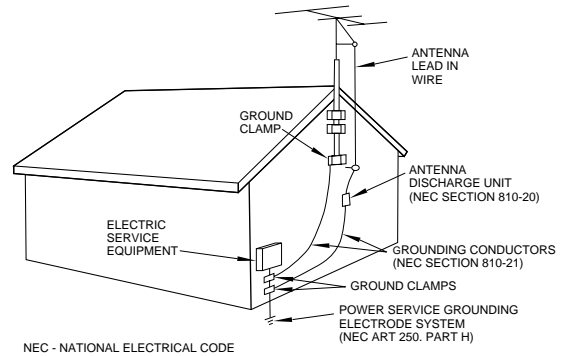 ANTENNA
LEAD IN
WIRE
GROUND
CLAMP
ANTENNA
DISCHARGE UNIT
(NEC SECTION 810-20)
ELECTRIC
SERVICE
EQUIPMENT
GROUNDING CONDUCTORS
(NEC SECTION 810-21)
GROUND CLAMPS
POWER SERVICE GROUNDING
ELECTRODE SYSTEM
(NEC ART 250. PART H)
NEC - NATIONAL ELECTRICAL CODE